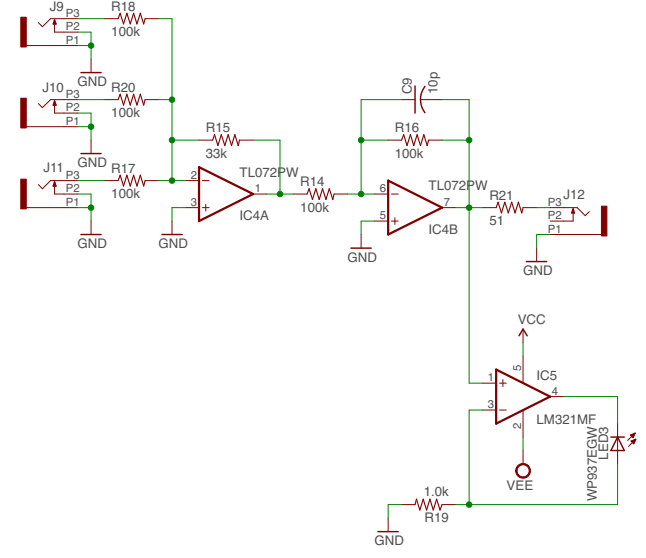 J9 P3 R18
P2 100k
P1
GND
J10 P3 R20
P2 100k
P1
GND
J11 P3 R17
P2 100k
P1
GND
R15
33k
2
3
GND
TL072PW
1
IC4A
R14
100k
C9 10p
R16
100k
6
5
GND
TL072PW
7
IC4B
R21
51
J12
P3
P2
P1
GND
VCC
5
IC5
1
3
4
LM321MF
2
VEE
WP937EGW
LED3
1.0k
R19
GND